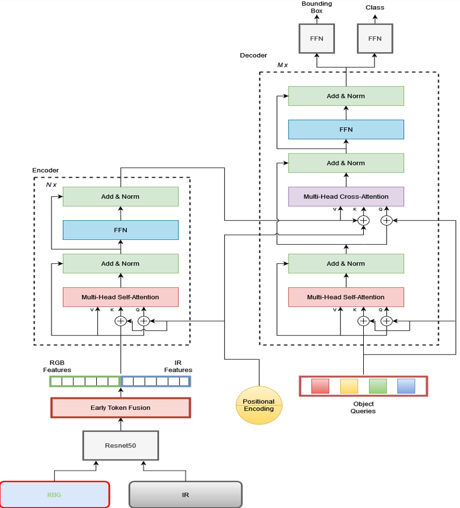 Bounding
Box
Class
FFN
FFN
Decoder
M x
Add & Norm
FFN
Add & Norm
Multi-Head Cross-Attention
V
K
Q
Add & Norm
Multi-Head Self-Attention
V
K
Q
Encoder
N x
Add & Norm
FFN
Add & Norm
Multi-Head Self-Attention
V
K
Q
RGB
Features
IR
Features
Early Token Fusion
Resnet50
RBG
IR
Positional
Encoding
Object
Queries